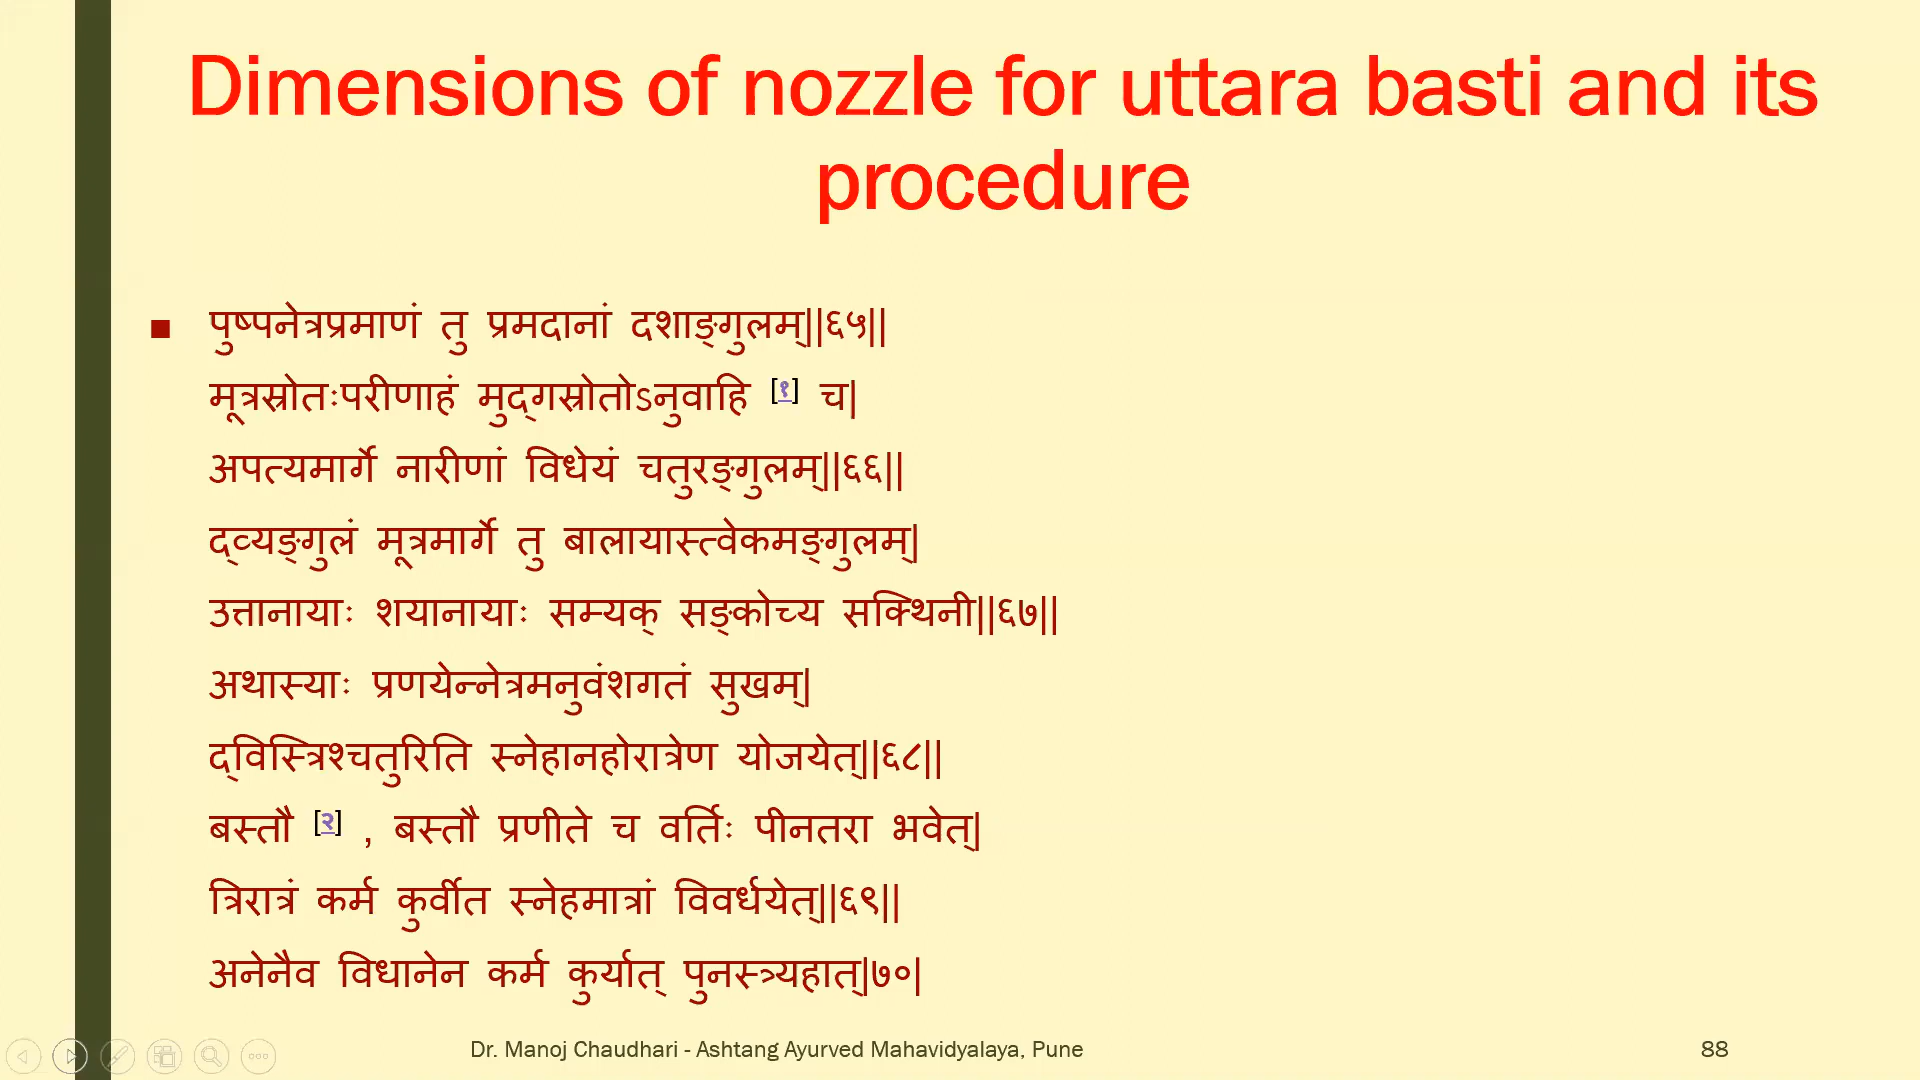 Dimensions of nozzle for uttara basti and its
procedure
■ पुष्पनेत्रप्रमाणं तु प्रमदानां दशाङ्गुलम्||६५||
मूत्रस्रोतःपरीणाहं मुद्गस्रोतोऽनुवाहि [१] च|
अपत्यमार्गे नारीणां विधेयं चतुरङ्गुलम्||६६||
द्व्यङ्गुलं मूत्रमार्गे तु बालायास्त्वेकमङ्गुलम्|
उत्तानायाः शयानायाः सम्यक् सङ्कोच्य सक्थिनी||६७||
अथास्याः प्रणयेन्नेत्रमनुवंशगतं सुखम्|
द्विस्त्रिश्चतुरिति स्नेहानहोरात्रेण योजयेत्||६८||
बस्तौ [२] , बस्तौ प्रणीते च वर्तिः पीनतरा भवेत्|
त्रिरात्रं कर्म कुर्वीत स्नेहमात्रां विवर्धयेत्||६९||
अनेनैव विधानेन कर्म कुर्यात् पुनस्त्र्यहात्|७०|
Dr. Manoj Chaudhari - Ashtang Ayurved Mahavidyalaya, Pune
88